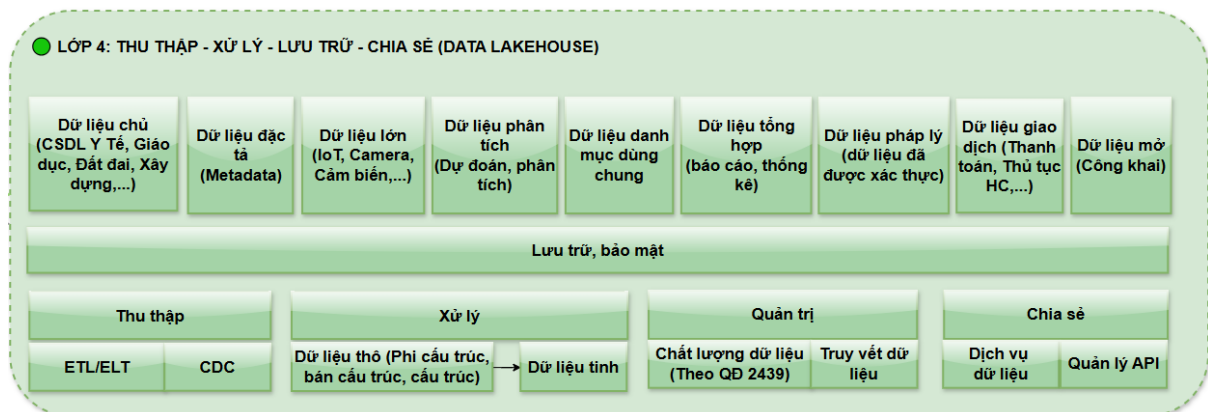 LỚP 4: THU THẬP - XỬ LÝ - LƯU TRỮ - CHIA SẺ (DATA LAKEHOUSE)
Dữ liệu chủ
(CSDL Y Tế, Giáo
dục, Đất đai, Xây
dựng,...)
Dữ liệu đặc
tả
(Metadata)
Dữ liệu lớn
(IoT, Camera,
Cảm biến,...)
Dữ liệu phân
tích
(Dự đoán, phân
tích)
Dữ liệu danh
mục dùng
chung
Dữ liệu tổng
hợp
(báo cáo, thống
kê)
Dữ liệu pháp lý
(dữ liệu đã
được xác thực)
Dữ liệu giao
dịch (Thanh
toán, Thủ tục
HC,...)
Dữ liệu mở
(Công khai)
Lưu trữ, bảo mật
Thu thập
ETL/ELT
CDC
Xử lý
Dữ liệu thô (Phi cấu trúc,
bán cấu trúc, cấu trúc)
Dữ liệu tinh
Quản trị
Chất lượng dữ liệu
(Theo QĐ 2439)
Truy vết dữ
liệu
Chia sẻ
Dịch vụ
dữ liệu
Quản lý API